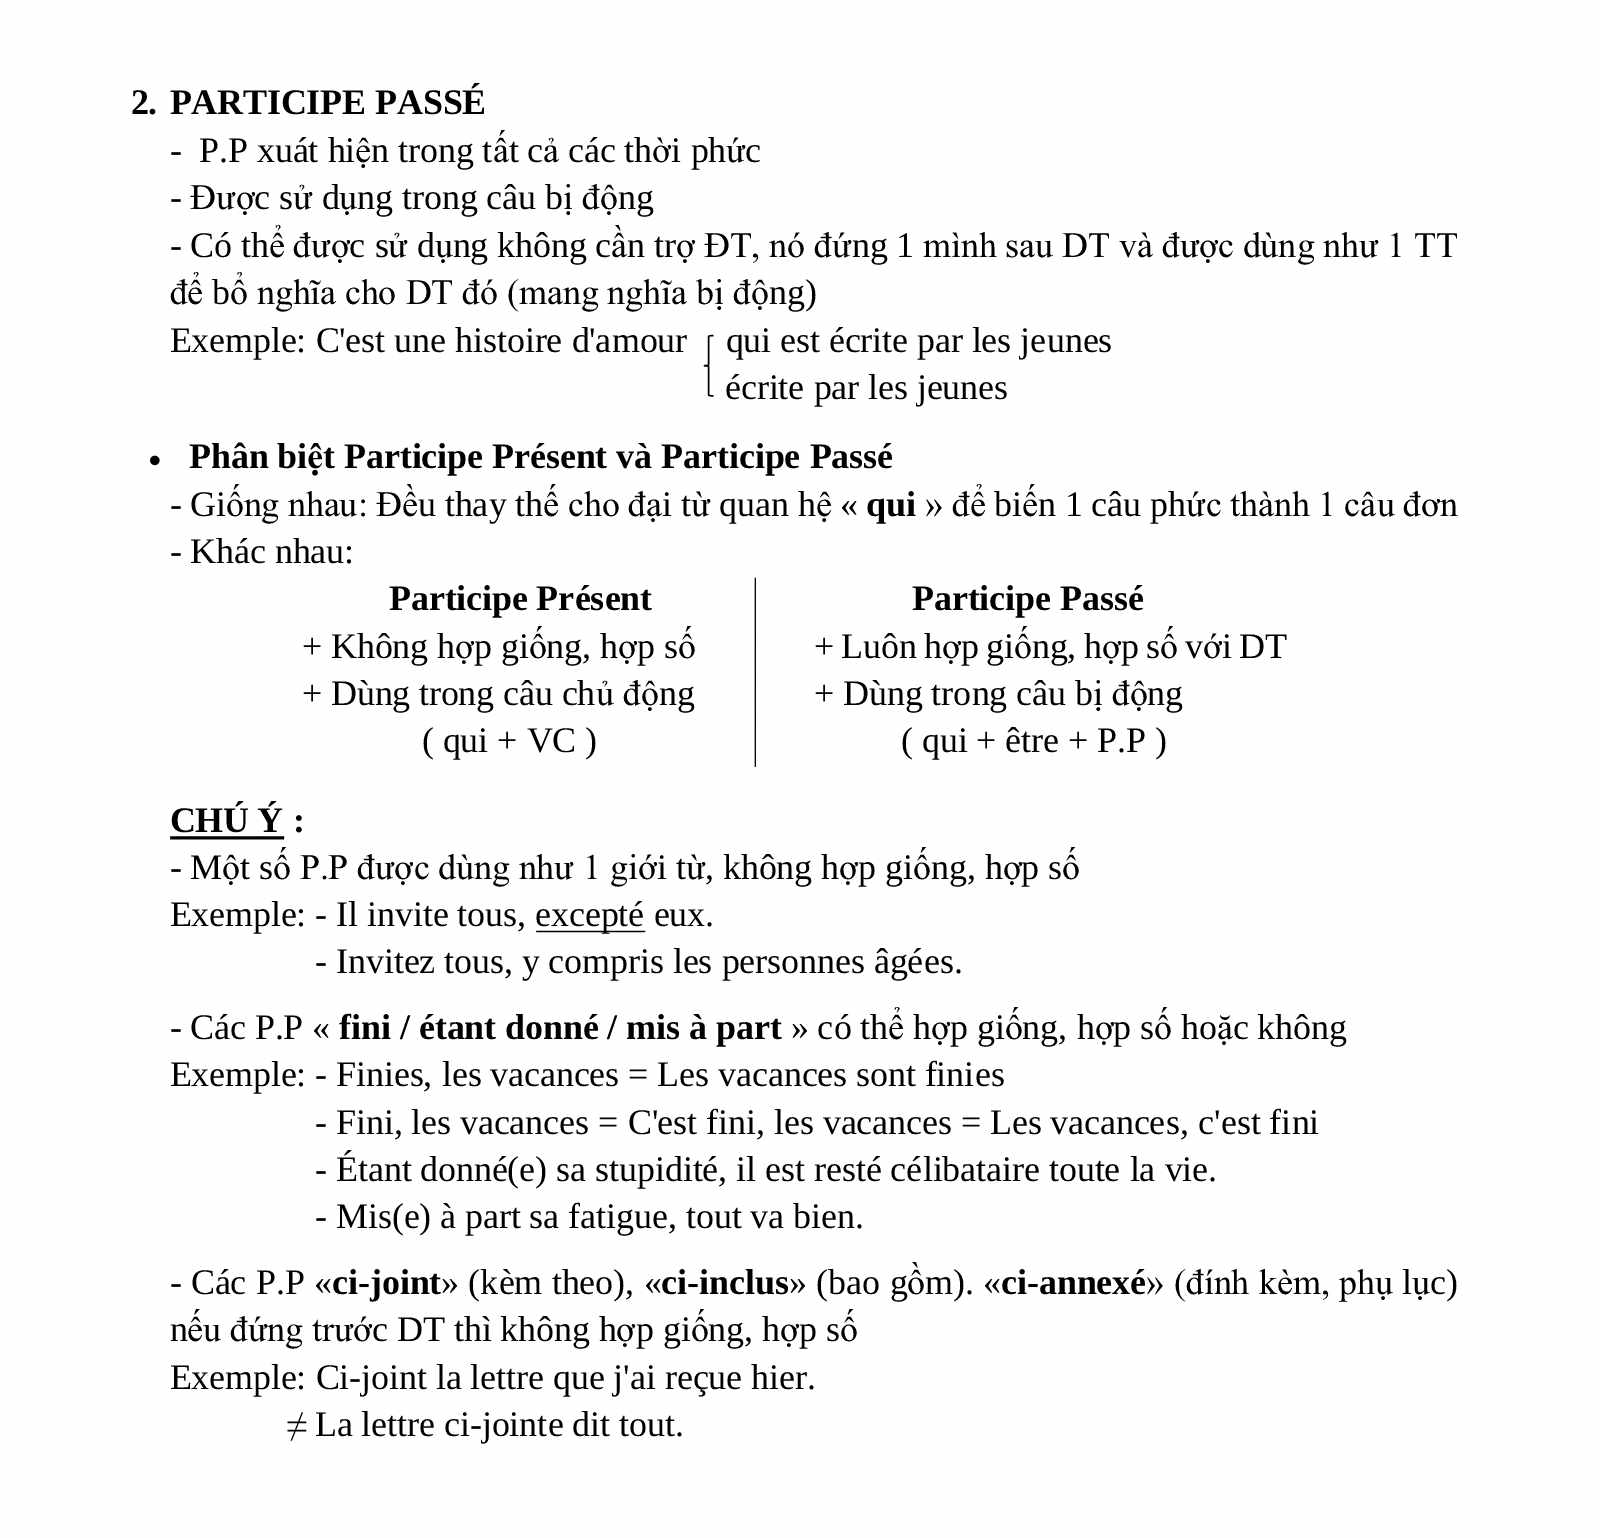 2. PARTICIPE PASSÉ
- P.P xuát hiện trong tất cả các thời phức
- Được sử dụng trong câu bị động
- Có thể được sử dụng không cần trợ ĐT, nó đứng 1 mình sau DT và được dùng như 1 TT
để bổ nghĩa cho DT đó (mang nghĩa bị động)
Exemple: C'est une histoire d'amour qui est écrite par les jeunes
écrite par les jeunes
• Phân biệt Participe Présent và Participe Passé
- Giống nhau: Đều thay thế cho đại từ quan hệ « qui » để biến 1 câu phức thành 1 câu đơn
- Khác nhau:
Participe Présent
+ Không hợp giống, hợp số
+ Dùng trong câu chủ động
( qui + VC )
Participe Passé
+ Luôn hợp giống, hợp số với DT
+ Dùng trong câu bị động
( qui + être + P.P )
CHÚ Ý :
- Một số P.P được dùng như 1 giới từ, không hợp giống, hợp số
Exemple: - Il invite tous, excepté eux.
- Invitez tous, y compris les personnes âgées.
- Các P.P « fini / étant donné / mis à part » có thể hợp giống, hợp số hoặc không
Exemple: - Finies, les vacances = Les vacances sont finies
- Fini, les vacances = C'est fini, les vacances = Les vacances, c'est fini
- Étant donné(e) sa stupidité, il est resté célibataire toute la vie.
- Mis(e) à part sa fatigue, tout va bien.
- Các P.P «ci-joint» (kèm theo), «ci-inclus» (bao gồm). «ci-annexé» (đính kèm, phụ lục)
nếu đứng trước DT thì không hợp giống, hợp số
Exemple: Ci-joint la lettre que j'ai reçue hier.
≠ La lettre ci-jointe dit tout.